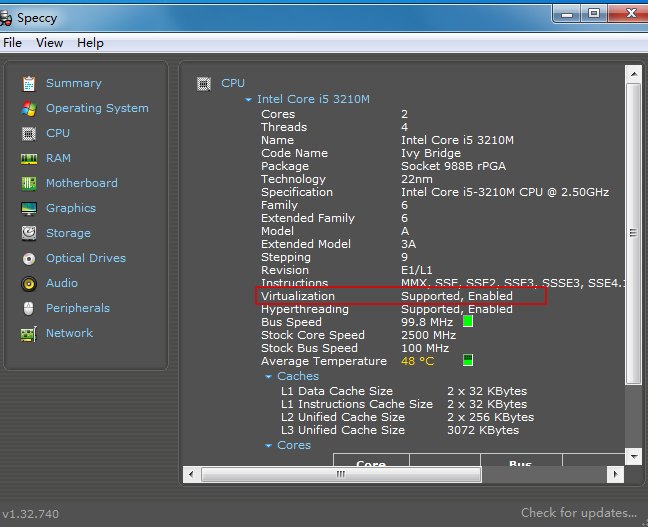 Speccy
File View Help
Summary
Operating System
CPU
RAM
Motherboard
Graphics
Storage
Optical Drives
Audio
Peripherals
Network
CPU
Intel Core i5 3210M
Cores 2
Threads 4
Name Intel Core i5 3210M
Code Name Ivy Bridge
Package Socket 988B rPGA
Technology 22nm
Specification Intel Core i5-3210M CPU @ 2.50GHz
Family 6
Extended Family 6
Model A
Extended Model 3A
Stepping 9
Revision E1/L1
Instructions MMX, SSE, SSE2, SSE3, SSSE3, SSE4.1
Virtualization Supported, Enabled
Hyperthreading Supported, Enabled
Bus Speed 99.8 MHz
Stock Core Speed 2500 MHz
Stock Bus Speed 100 MHz
Average Temperature 48 °C
Caches
L1 Data Cache Size 2 x 32 KBytes
L1 Instructions Cache Size 2 x 32 KBytes
L2 Unified Cache Size 2 x 256 KBytes
L3 Unified Cache Size 3072 KBytes
Cores
Core Bus
v1.32.740 Check for updates...